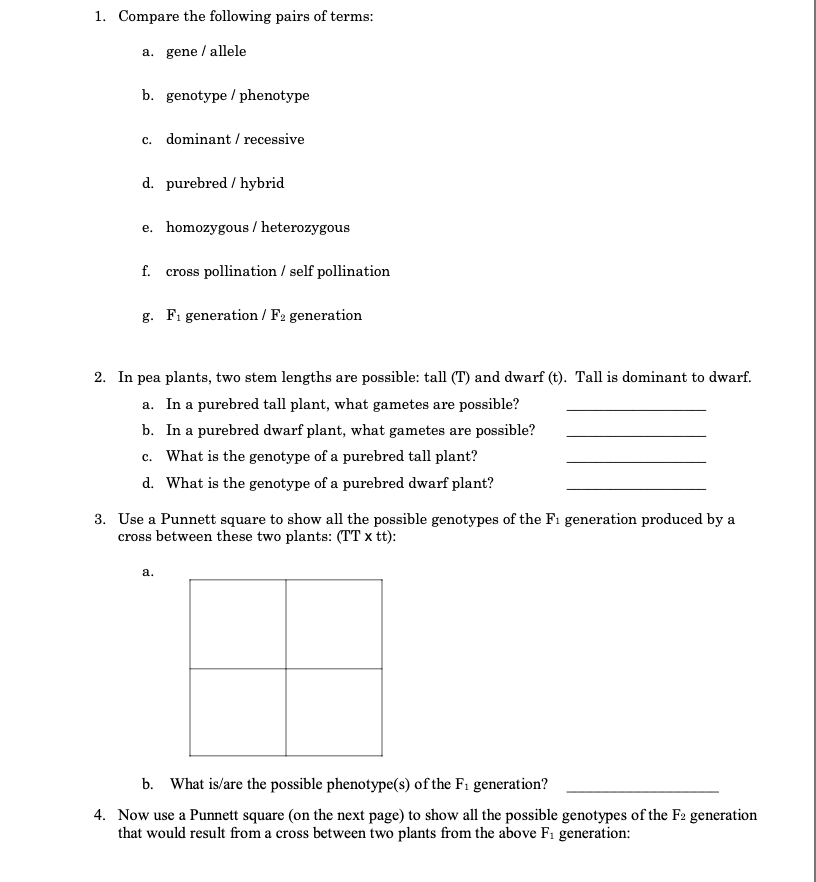 1. Compare the following pairs of terms:
a. gene / allele
b. genotype / phenotype
c. dominant / recessive
d. purebred / hybrid
e. homozygous / heterozygous
f. cross pollination / self pollination
g. F₁ generation / F₂ generation
2. In pea plants, two stem lengths are possible: tall (T) and dwarf (t). Tall is dominant to dwarf.
a. In a purebred tall plant, what gametes are possible?
b. In a purebred dwarf plant, what gametes are possible?
c. What is the genotype of a purebred tall plant?
d. What is the genotype of a purebred dwarf plant?
3. Use a Punnett square to show all the possible genotypes of the F₁ generation produced by a
cross between these two plants: (TT x tt):
a.
b. What is/are the possible phenotype(s) of the F₁ generation?
4. Now use a Punnett square (on the next page) to show all the possible genotypes of the F₂ generation
that would result from a cross between two plants from the above F₁ generation: